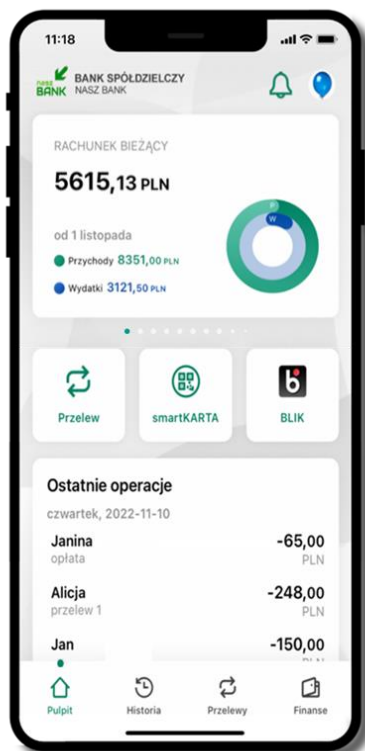 11:18
nasz
BANK
BANK SPÓŁDZIELCZY
NASZ BANK
RACHUNEK BIEŻĄCY
5615,13 PLN
od 1 listopada
Przychody 8351,00 PLN
Wydatki 3121,50 PLN
P
W
Przelew
smartKARTA
BLIK
Ostatnie operacje
czwartek, 2022-11-10
Janina -65,00
opłata PLN
Alicja -248,00
przelew 1 PLN
Jan -150,00
Pulpit
Historia
Przelewy
Finanse